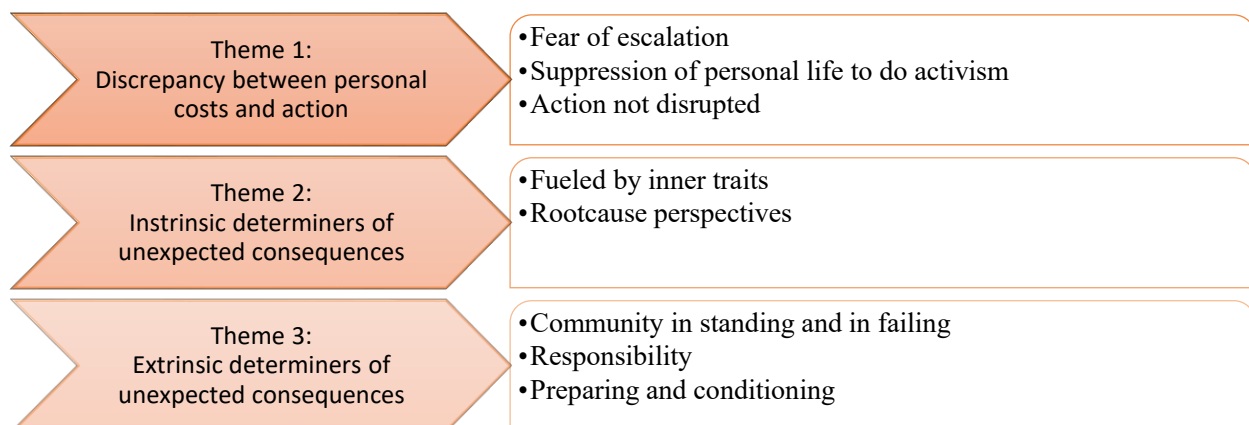 Theme 1:
Discrepancy between personal
costs and action
•Fear of escalation
•Suppression of personal life to do activism
•Action not disrupted
Theme 2:
Instrinsic determiners of
unexpected consequences
•Fueled by inner traits
•Rootcause perspectives
Theme 3:
Extrinsic determiners of
unexpected consequences
•Community in standing and in failing
•Responsibility
•Preparing and conditioning